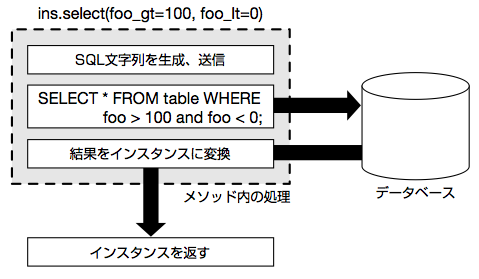 ins.select(foo_gt=100, foo_lt=0)
SQL文字列を生成、送信
SELECT * FROM table WHERE
foo > 100 and foo < 0;
結果をインスタンスに変換
データベース
メソッド内の処理
インスタンスを返す